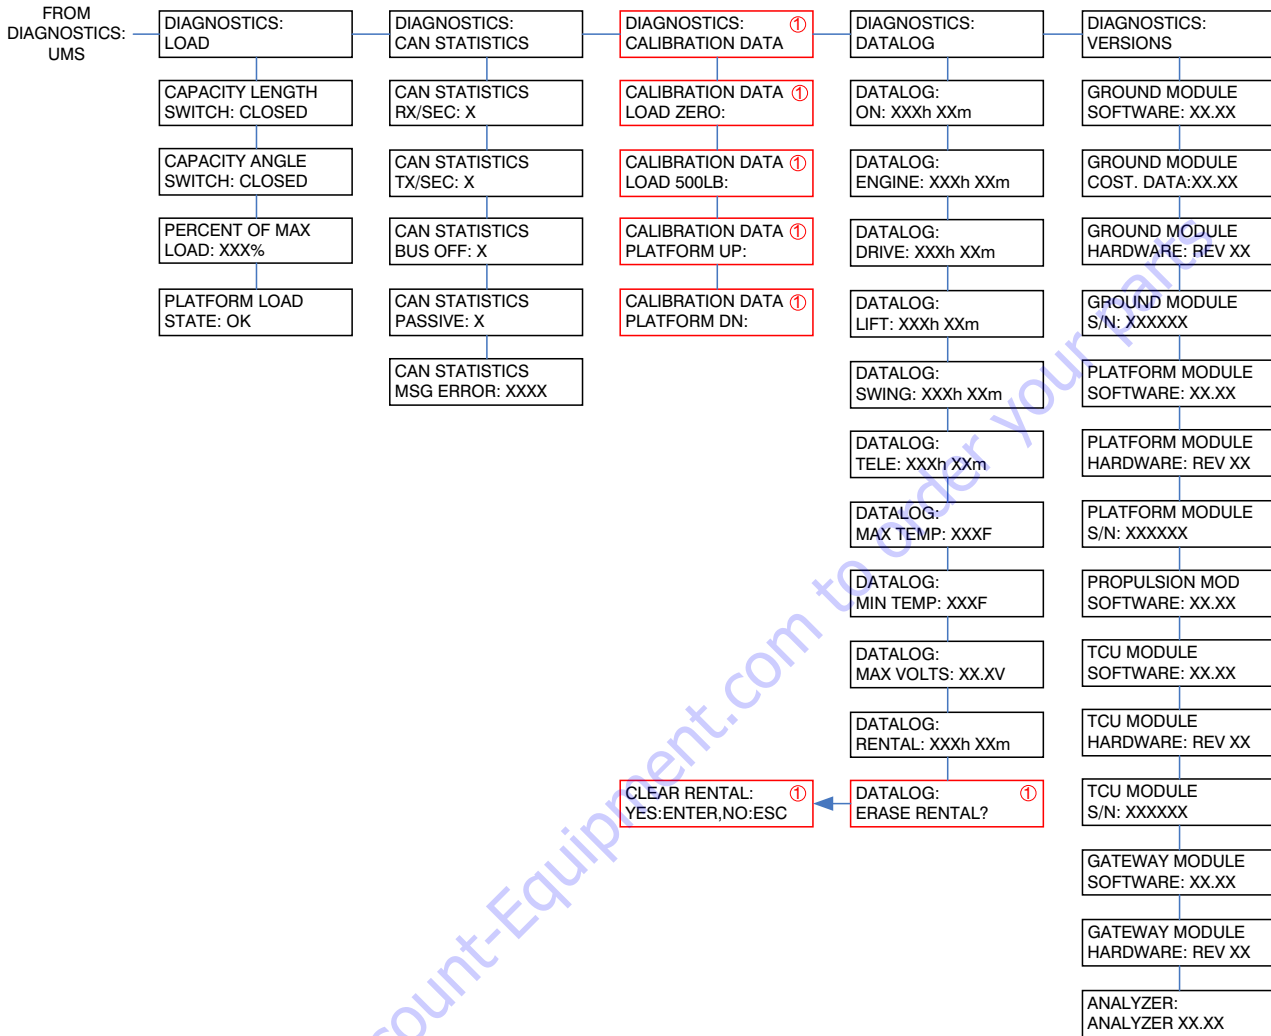 FROM
DIAGNOSTICS:
UMS
DIAGNOSTICS:
LOAD
CAPACITY LENGTH
SWITCH: CLOSED
CAPACITY ANGLE
SWITCH: CLOSED
PERCENT OF MAX
LOAD: XXX%
PLATFORM LOAD
STATE: OK
DIAGNOSTICS:
CAN STATISTICS
CAN STATISTICS
RX/SEC: X
CAN STATISTICS
TX/SEC: X
CAN STATISTICS
BUS OFF: X
CAN STATISTICS
PASSIVE: X
CAN STATISTICS
MSG ERROR: XXXX
DIAGNOSTICS: ①
CALIBRATION DATA
CALIBRATION DATA ①
LOAD ZERO:
CALIBRATION DATA ①
LOAD 500LB:
CALIBRATION DATA ①
PLATFORM UP:
CALIBRATION DATA ①
PLATFORM DN:
DIAGNOSTICS:
DATALOG
DATALOG:
ON: XXXh XXm
DATALOG:
ENGINE: XXXh XXm
DATALOG:
DRIVE: XXXh XXm
DATALOG:
LIFT: XXXh XXm
DATALOG:
SWING: XXXh XXm
DATALOG:
TELE: XXXh XXm
DATALOG:
MAX TEMP: XXXF
DATALOG:
MIN TEMP: XXXF
DATALOG:
MAX VOLTS: XX.XV
DATALOG:
RENTAL: XXXh XXm
DATALOG: ①
ERASE RENTAL?
CLEAR RENTAL: ①
YES:ENTER,NO:ESC
DIAGNOSTICS:
VERSIONS
GROUND MODULE
SOFTWARE: XX.XX
GROUND MODULE
COST. DATA:XX.XX
GROUND MODULE
HARDWARE: REV XX
GROUND MODULE
S/N: XXXXXX
PLATFORM MODULE
SOFTWARE: XX.XX
PLATFORM MODULE
HARDWARE: REV XX
PLATFORM MODULE
S/N: XXXXXX
PROPULSION MOD
SOFTWARE: XX.XX
TCU MODULE
SOFTWARE: XX.XX
TCU MODULE
HARDWARE: REV XX
TCU MODULE
S/N: XXXXXX
GATEWAY MODULE
SOFTWARE: XX.XX
GATEWAY MODULE
HARDWARE: REV XX
ANALYZER:
ANALYZER XX.XX
ount-Equipment.com to order your parts